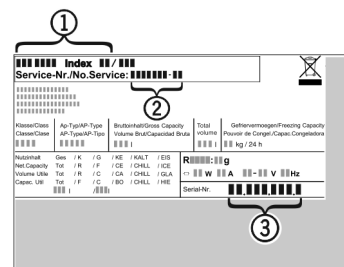 1
Index /
Service-Nr./No.Service: -
2
Klasse/Class Ap-Typ/AP-Type Bruttoinhalt/Gross Capacity Total Gefriervermoegen/Freezing Capacity
Classe/Clase AP-Type/AP-Tipo Volume Brut/Capacidad Bruta volume Pouvoir de Congel./Capac.Congeladora
l l kg / 24 h
Nutzinhalt Ges / K / G / KE / KALT / EIS
Net.Capacity Tot / R / F / CE / CHILL / ICE
Volume Utile Tot / R / C / CA / CHILL / GLA
Capac. Util Tot / F / C / BO / CHILL / HIE
l / l
R : g
W A - V Hz
Serial-Nr. . . .
3